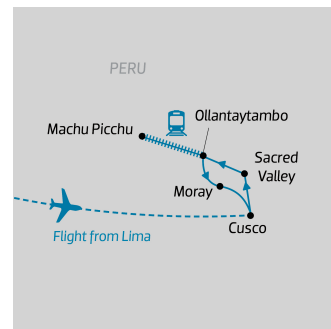 PERU
Ollantaytambo
Machu Picchu
Sacred
Valley
Moray
Cusco
Flight from Lima